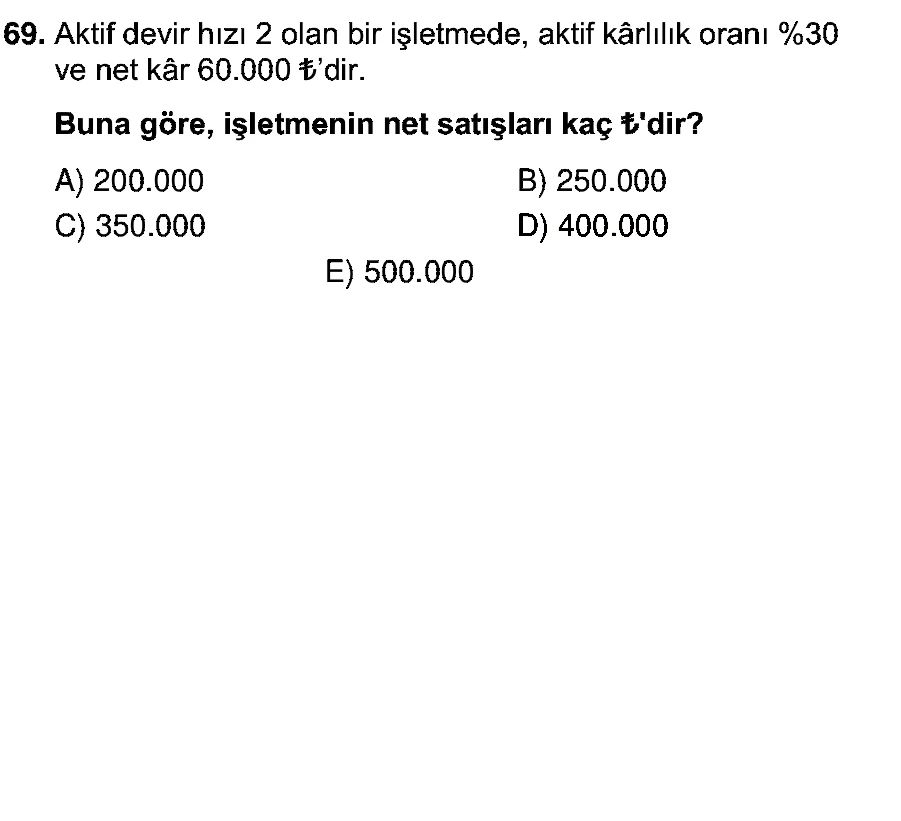 69. Aktif devir hızı 2 olan bir işletmede, aktif kârlılık oranı %30
ve net kâr 60.000 ₺’dir.
Buna göre, işletmenin net satışları kaç ₺'dir?
A) 200.000 B) 250.000
C) 350.000 D) 400.000
E) 500.000